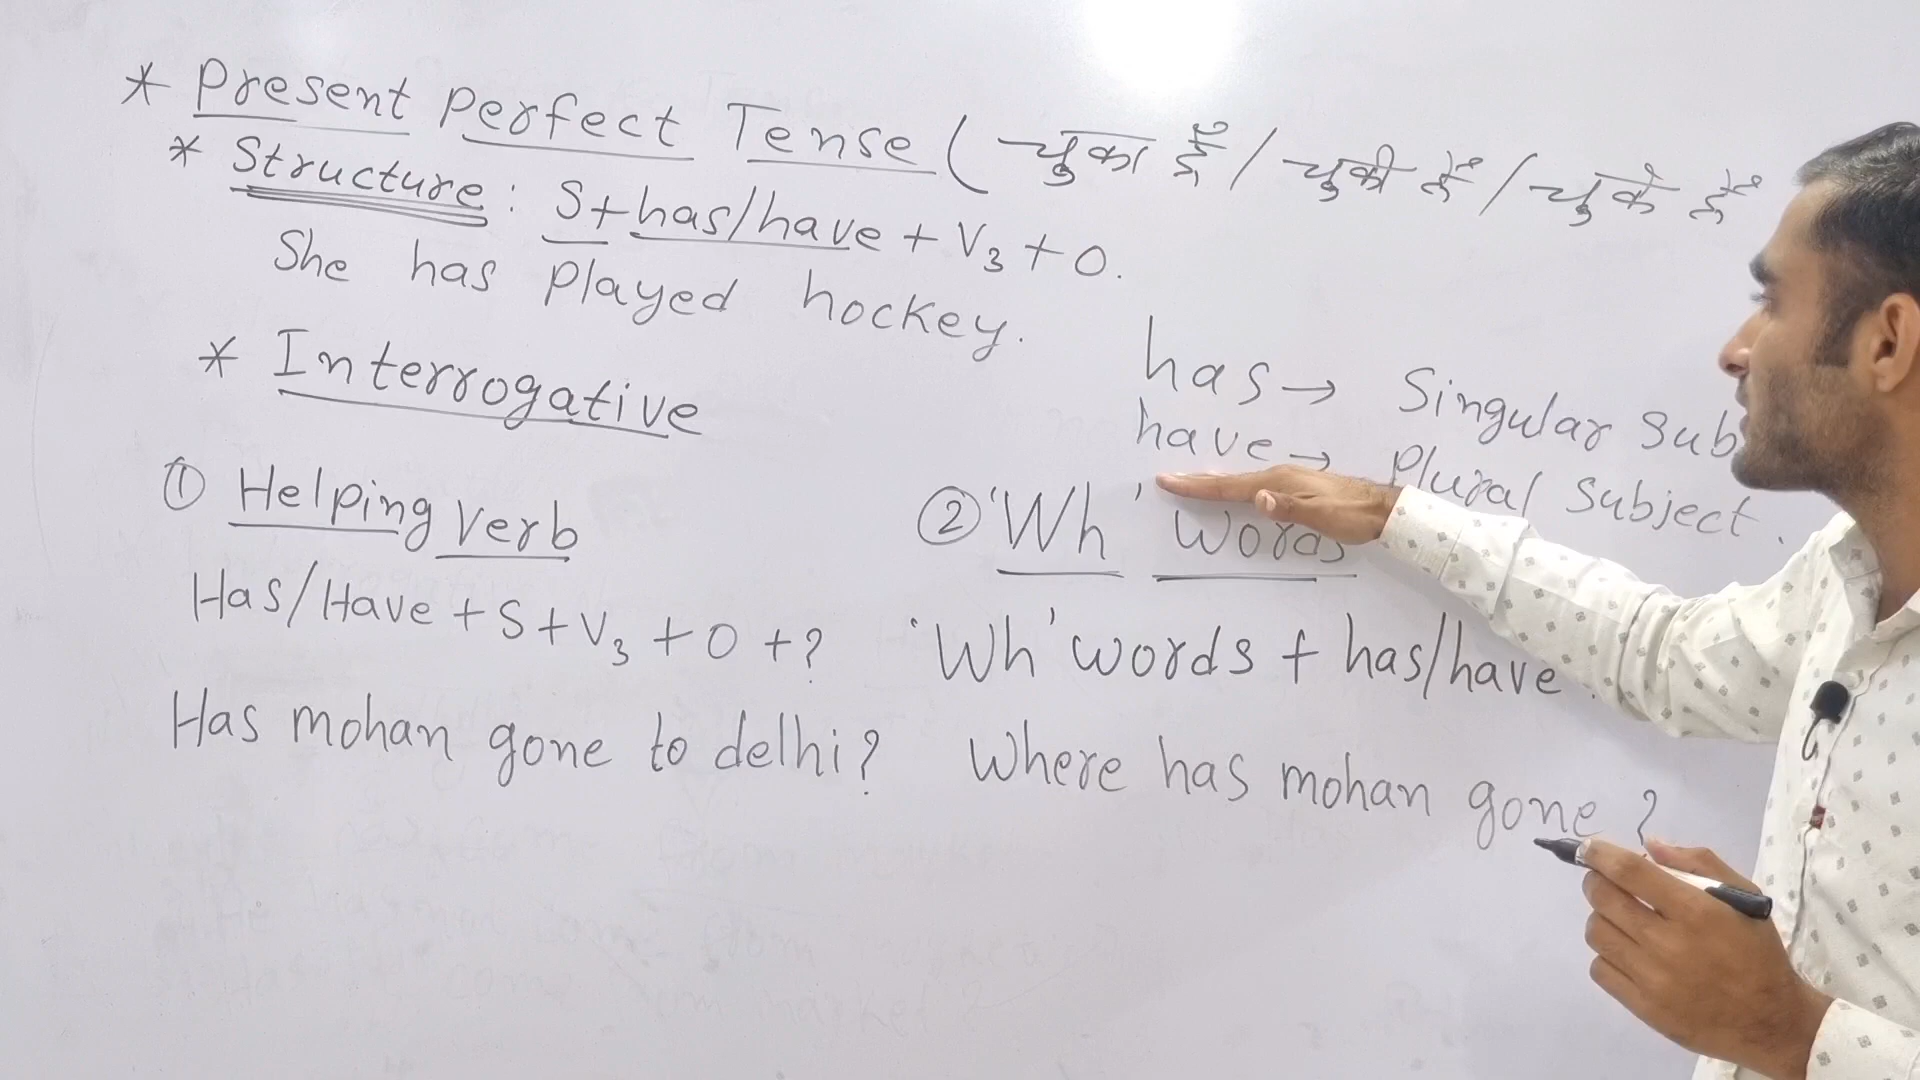 * Present Perfect Tense (चुका है / चुकी है / चुके हैं
* Structure: S + has/have + V3 + O.
She has played hockey.
* Interrogative
has → Singular Sub
have → Plural Subject.
① Helping Verb
Has/Have + S + V3 + O + ?
Has mohan gone to delhi?
② 'Wh' Words
'Wh' words + has/have
Where has mohan gone?